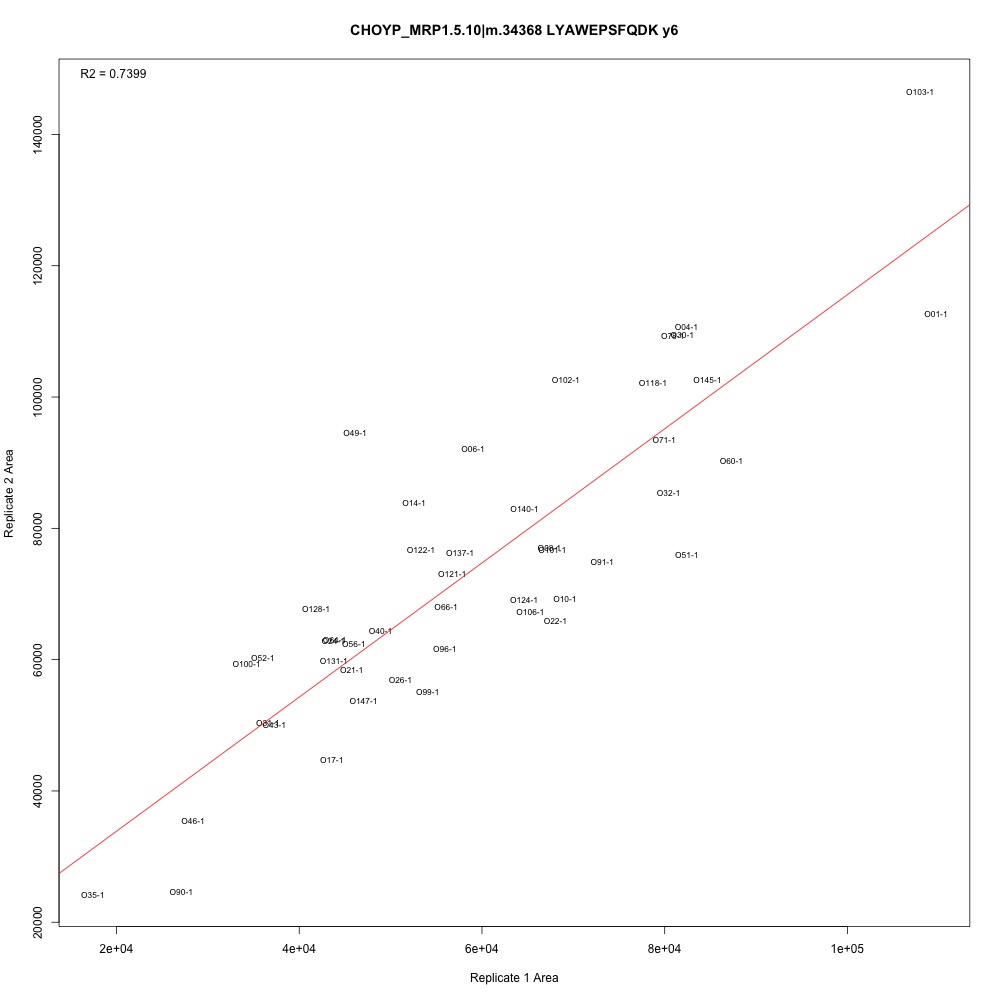 CHOYP_MRP1.5.10|m.34368 LYAWEPSFQDK y6
R2 = 0.7399
O103-1
140000
120000
O01-1
O04-1
O102-1
O145-1
O118-1
100000
O49-1
O71-1
O06-1
O60-1
O32-1
O14-1
O140-1
80000
O122-1
O137-1
O51-1
O91-1
O121-1
O124-1
O10-1
O66-1
O128-1
O106-1
O22-1
O40-1
O56-1
O96-1
O52-1
O131-1
O100-1
60000
O21-1
O26-1
O99-1
O147-1
O43-1
O17-1
40000
O46-1
O90-1
O35-1
20000
2e+04 4e+04 6e+04 8e+04 1e+05
Replicate 1 Area
Replicate 2 Area